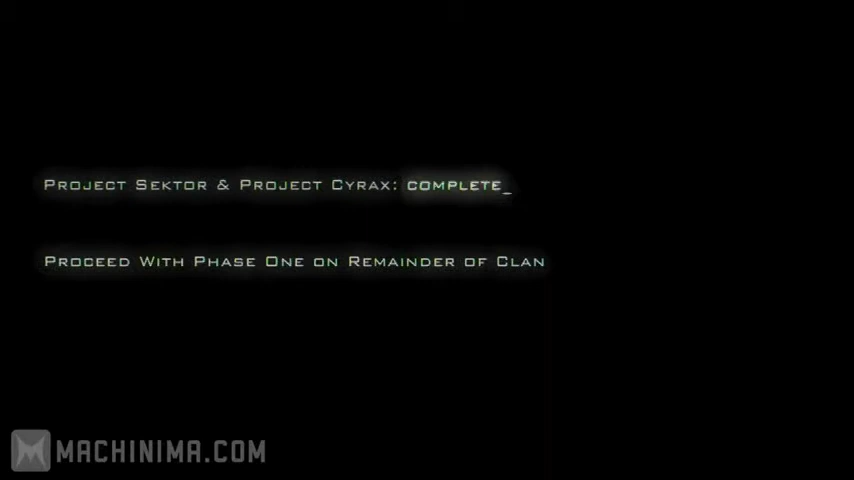 Project Sektor & Project Cyrax: complete_
Proceed With Phase One on Remainder of Clan
MACHINIMA.COM